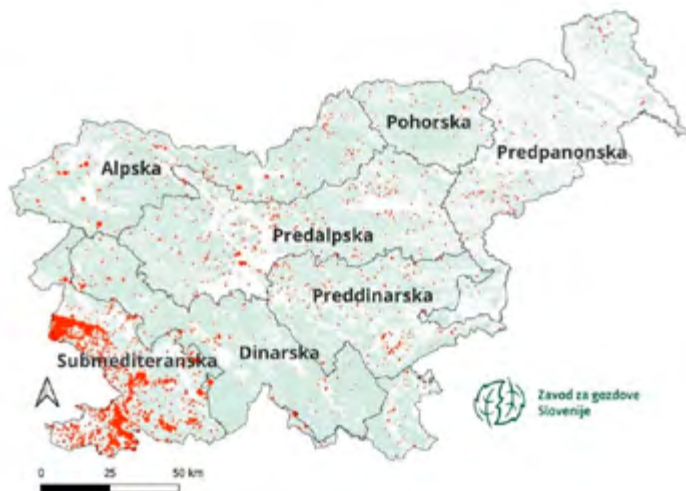 Pohorska
Predpanonska
Alpska
Predalpska
Preddinarska
Submediteranska
Dinarska
Zavod za gozdove
Slovenije
0 25 50 km